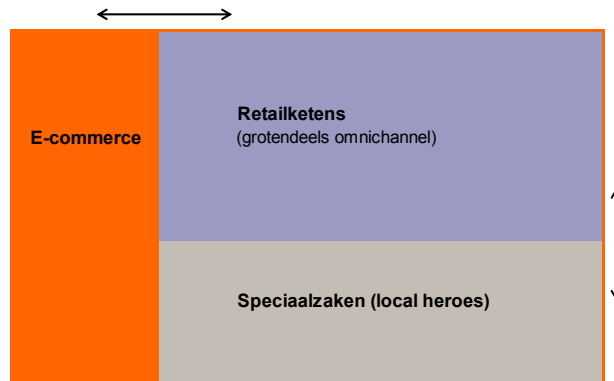 Retailketens
E-commerce
(grotendeels omnichannel)
Speciaalzaken (local heroes)